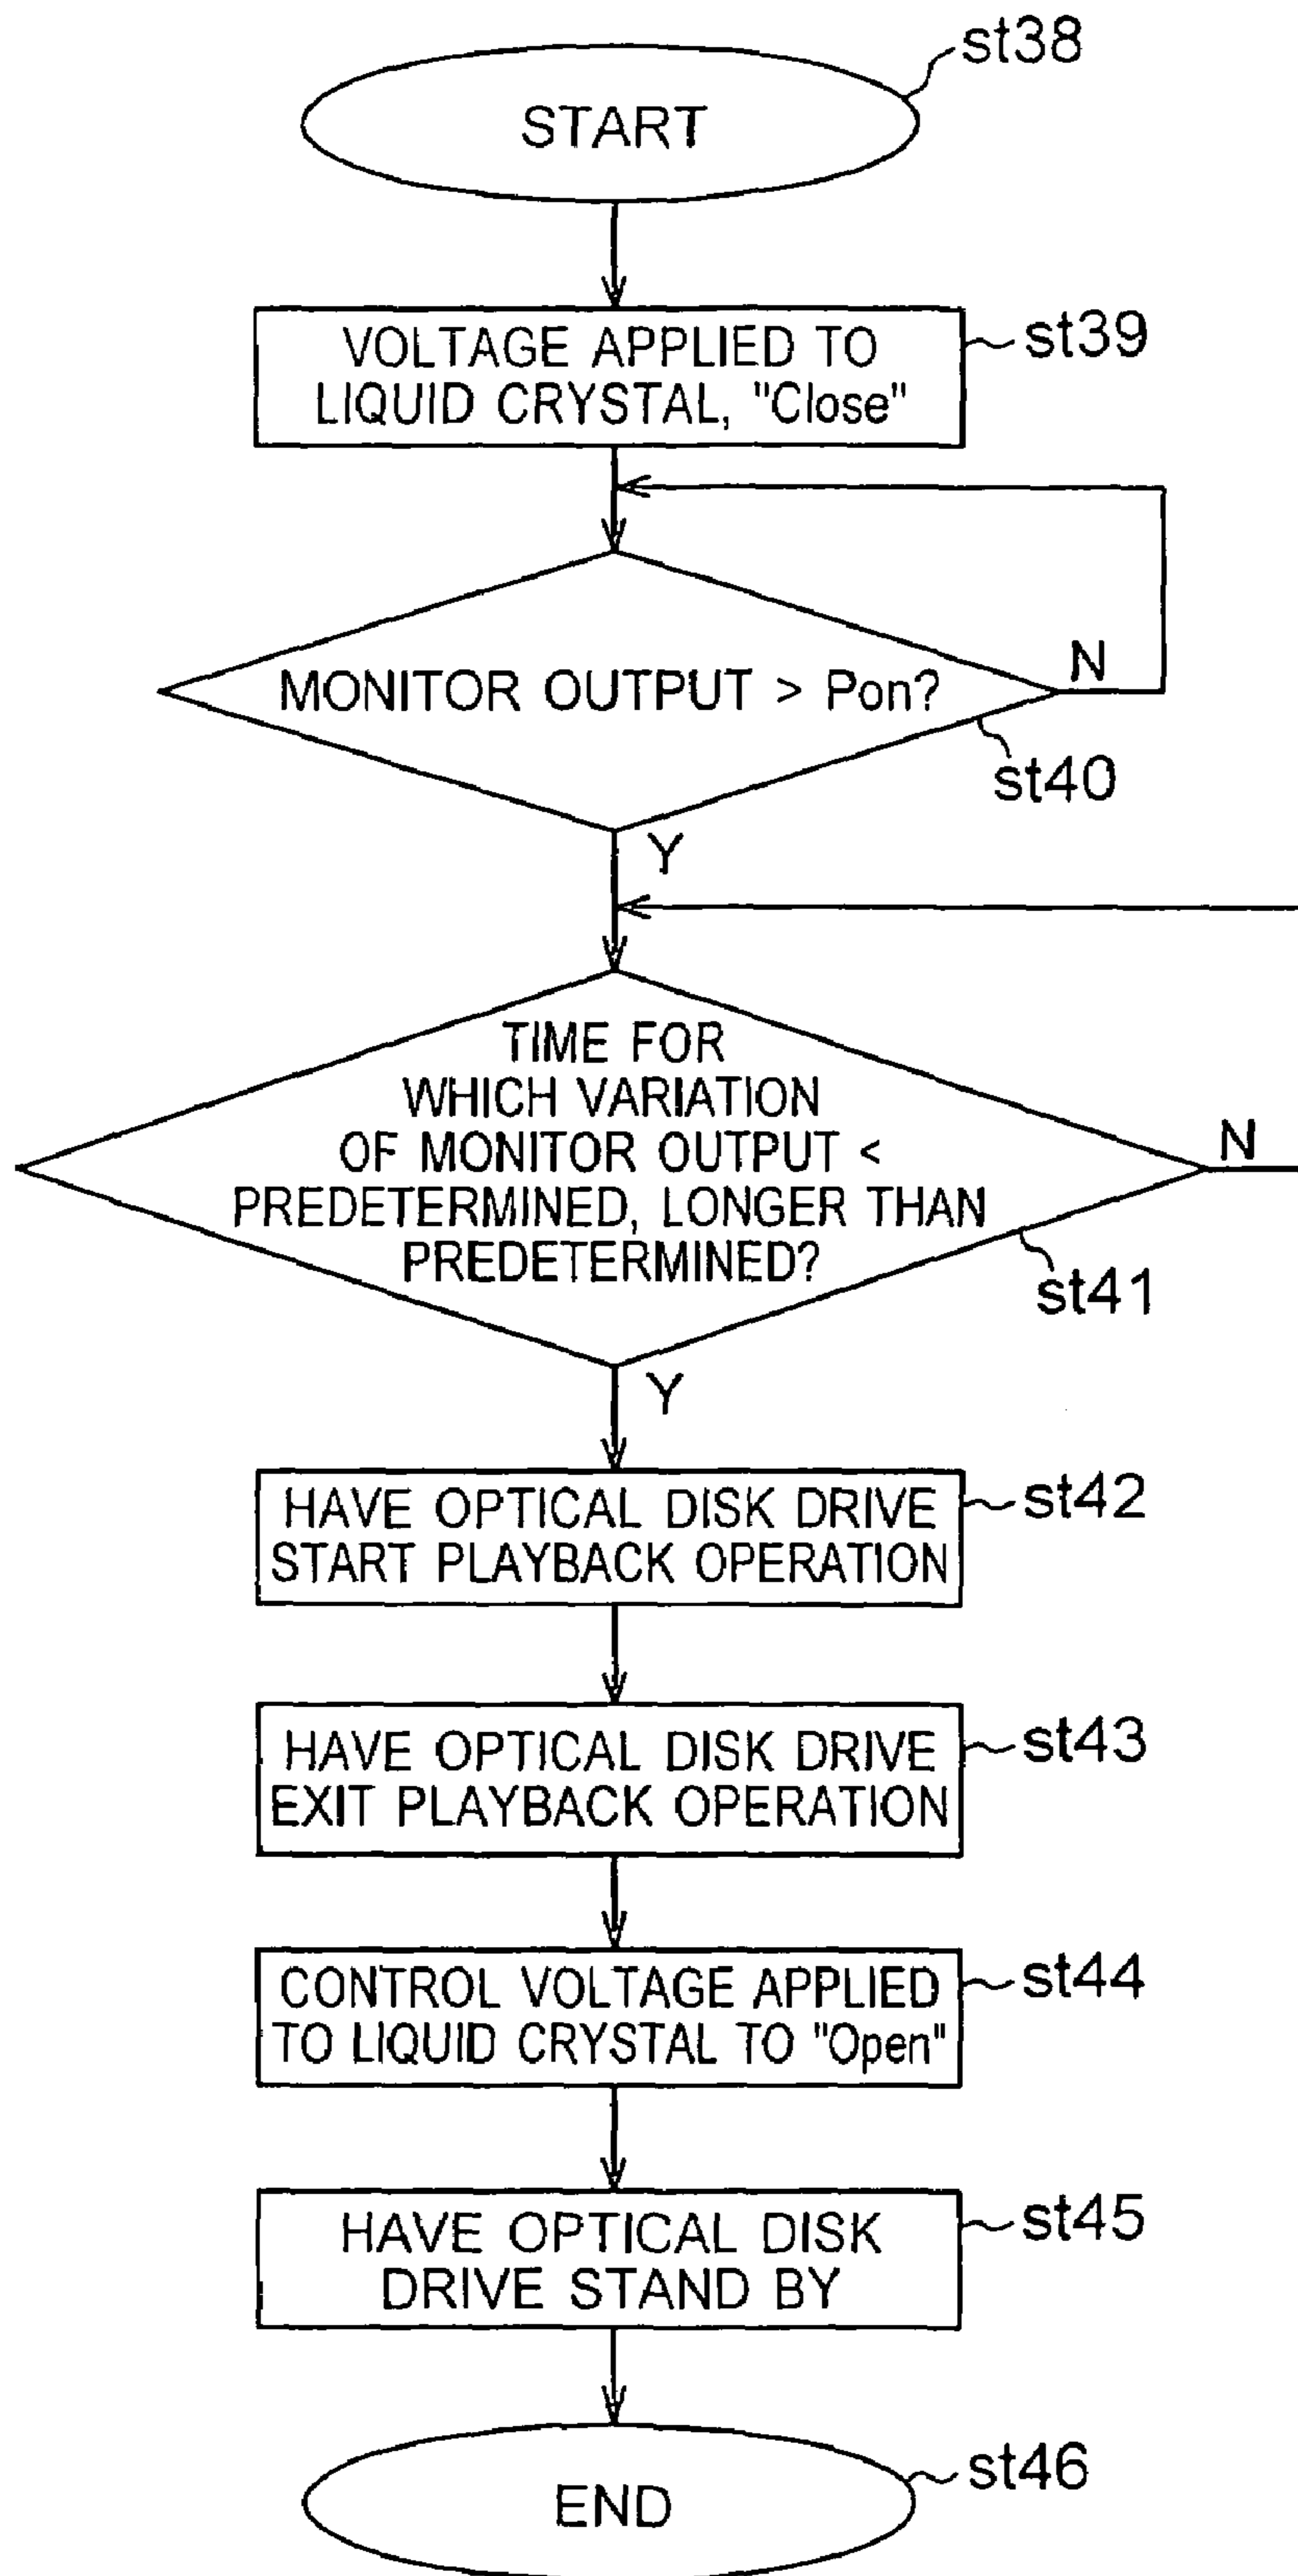 st38
START
VOLTAGE APPLIED TO
LIQUID CRYSTAL, "Close"
st39
MONITOR OUTPUT > Pon?
N
st40
Y
TIME FOR
WHICH VARIATION
OF MONITOR OUTPUT <
PREDETERMINED, LONGER THAN
PREDETERMINED?
N
st41
Y
HAVE OPTICAL DISK DRIVE
START PLAYBACK OPERATION
st42
HAVE OPTICAL DISK DRIVE
EXIT PLAYBACK OPERATION
st43
CONTROL VOLTAGE APPLIED
TO LIQUID CRYSTAL TO "Open"
st44
HAVE OPTICAL DISK
DRIVE STAND BY
st45
END
st46